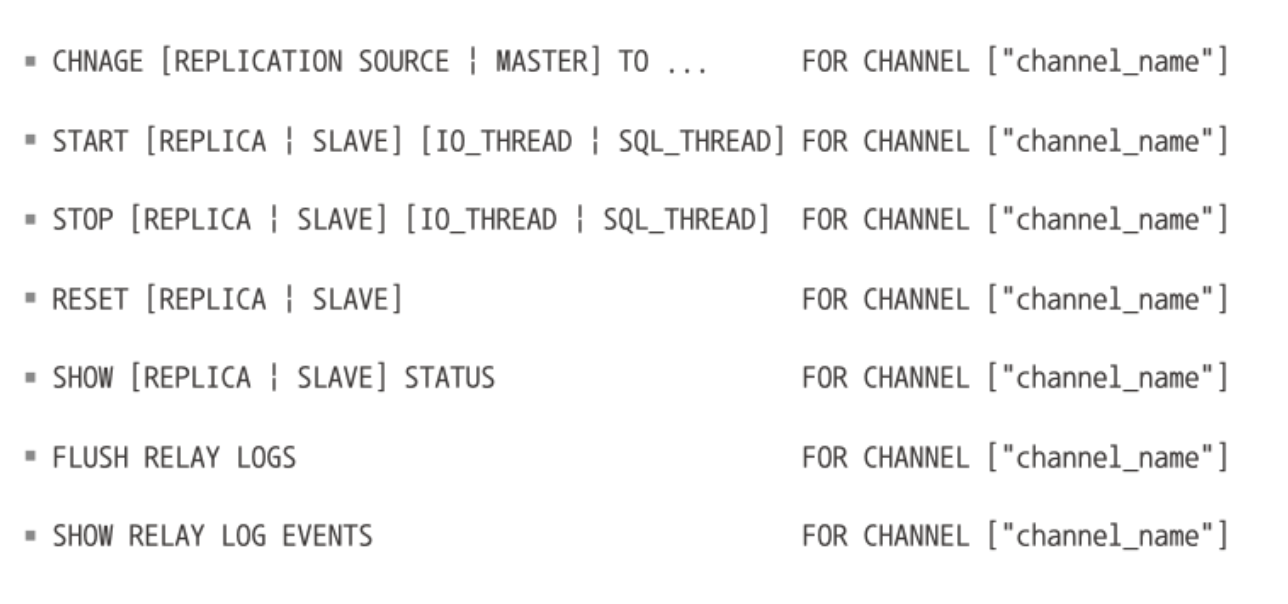 ▪ CHNAGE [REPLICATION SOURCE ¦ MASTER] TO ... FOR CHANNEL ["channel_name"]
▪ START [REPLICA ¦ SLAVE] [IO_THREAD ¦ SQL_THREAD] FOR CHANNEL ["channel_name"]
▪ STOP [REPLICA ¦ SLAVE] [IO_THREAD ¦ SQL_THREAD] FOR CHANNEL ["channel_name"]
▪ RESET [REPLICA ¦ SLAVE] FOR CHANNEL ["channel_name"]
▪ SHOW [REPLICA ¦ SLAVE] STATUS FOR CHANNEL ["channel_name"]
▪ FLUSH RELAY LOGS FOR CHANNEL ["channel_name"]
▪ SHOW RELAY LOG EVENTS FOR CHANNEL ["channel_name"]